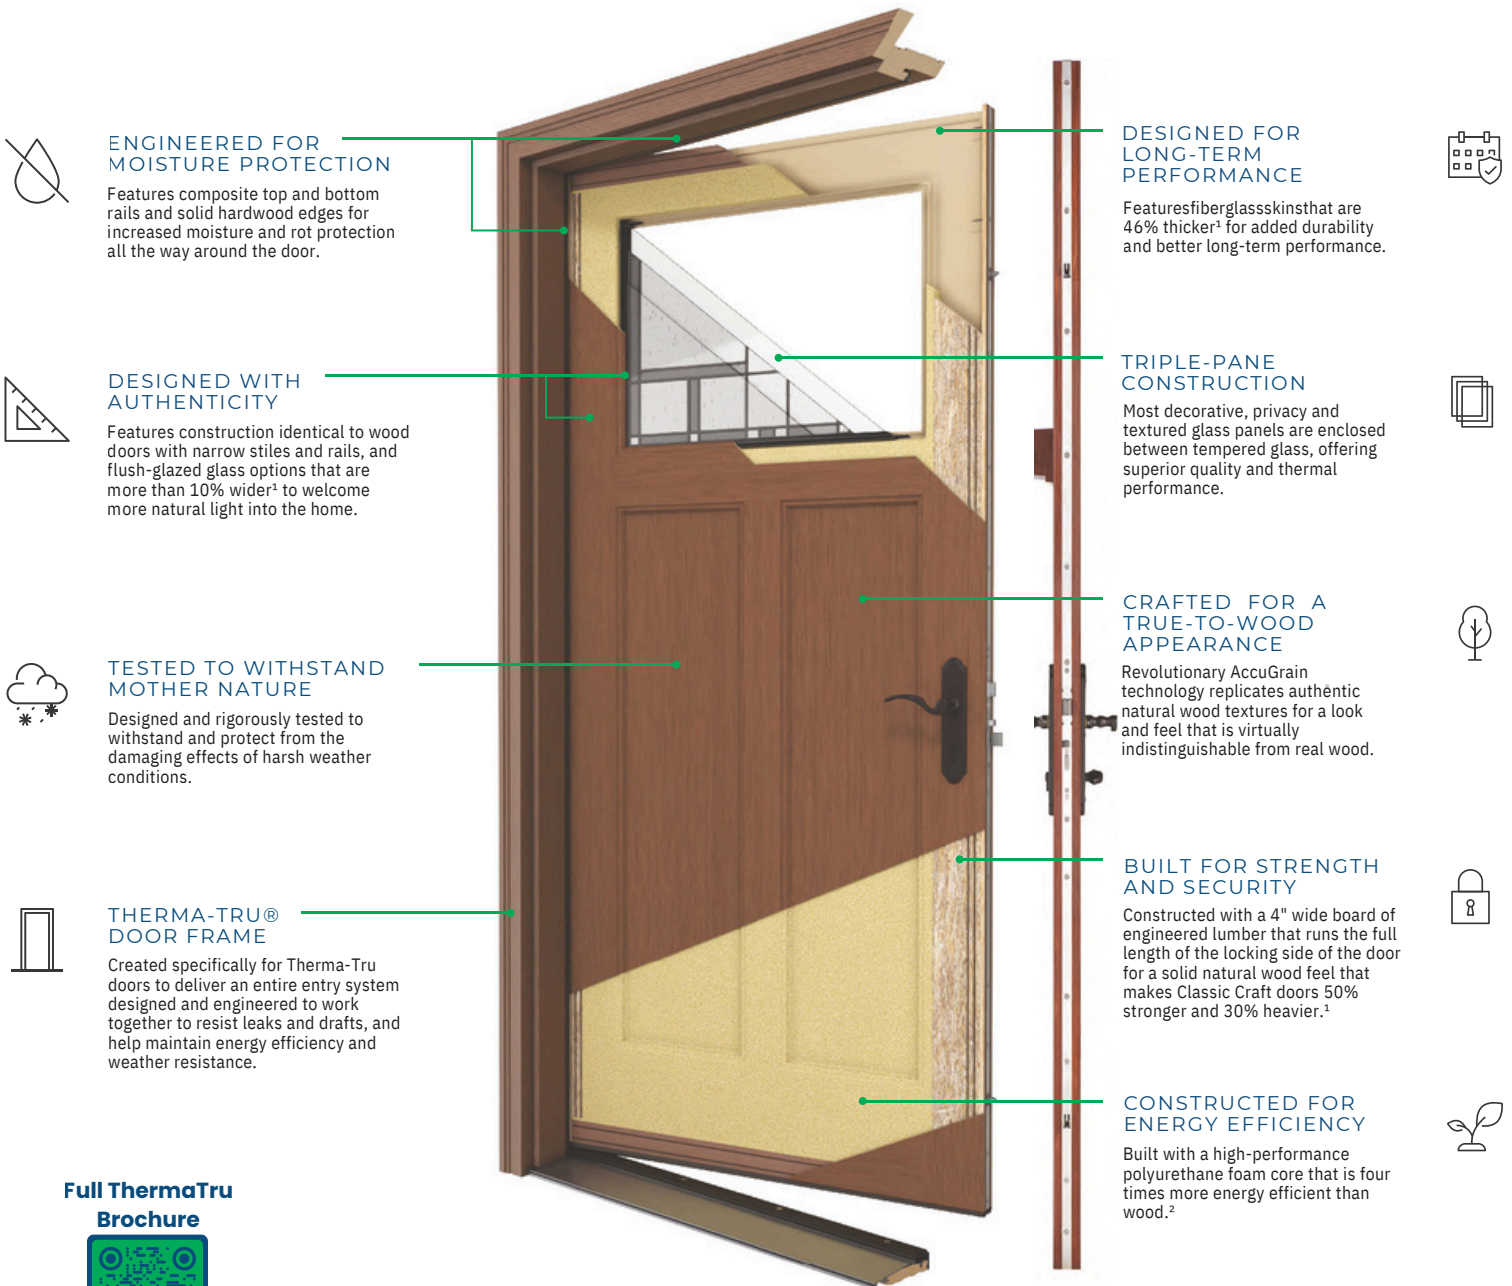 ENGINEERED FOR
MOISTURE PROTECTION
Features composite top and bottom
rails and solid hardwood edges for
increased moisture and rot protection
all the way around the door.
DESIGNED WITH
AUTHENTICITY
Features construction identical to wood
doors with narrow stiles and rails, and
flush-glazed glass options that are
more than 10% wider¹ to welcome
more natural light into the home.
TESTED TO WITHSTAND
MOTHER NATURE
Designed and rigorously tested to
withstand and protect from the
damaging effects of harsh weather
conditions.
THERMA-TRU®
DOOR FRAME
Created specifically for Therma-Tru
doors to deliver an entire entry system
designed and engineered to work
together to resist leaks and drafts, and
help maintain energy efficiency and
weather resistance.
Full ThermaTru
Brochure
DESIGNED FOR
LONG-TERM
PERFORMANCE
Featuresfiberglassskinsthat are
46% thicker¹ for added durability
and better long-term performance.
TRIPLE-PANE
CONSTRUCTION
Most decorative, privacy and
textured glass panels are enclosed
between tempered glass, offering
superior quality and thermal
performance.
CRAFTED FOR A
TRUE-TO-WOOD
APPEARANCE
Revolutionary AccuGrain
technology replicates authentic
natural wood textures for a look
and feel that is virtually
indistinguishable from real wood.
BUILT FOR STRENGTH
AND SECURITY
Constructed with a 4" wide board of
engineered lumber that runs the full
length of the locking side of the door
for a solid natural wood feel that
makes Classic Craft doors 50%
stronger and 30% heavier.¹
CONSTRUCTED FOR
ENERGY EFFICIENCY
Built with a high-performance
polyurethane foam core that is four
times more energy efficient than
wood.²